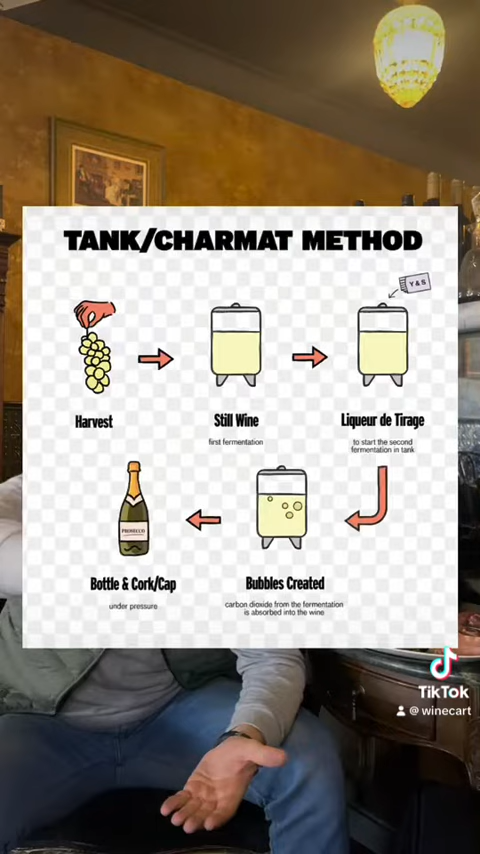 TANK/CHARMAT METHOD
Y & S
Harvest
Still Wine
first fermentation
Liqueur de Tirage
to start the second
fermentation in tank
PROSECCO
Bottle & Cork/Cap
under pressure
Bubbles Created
carbon dioxide from the fermentation
is absorbed into the wine
TikTok
@ winecart